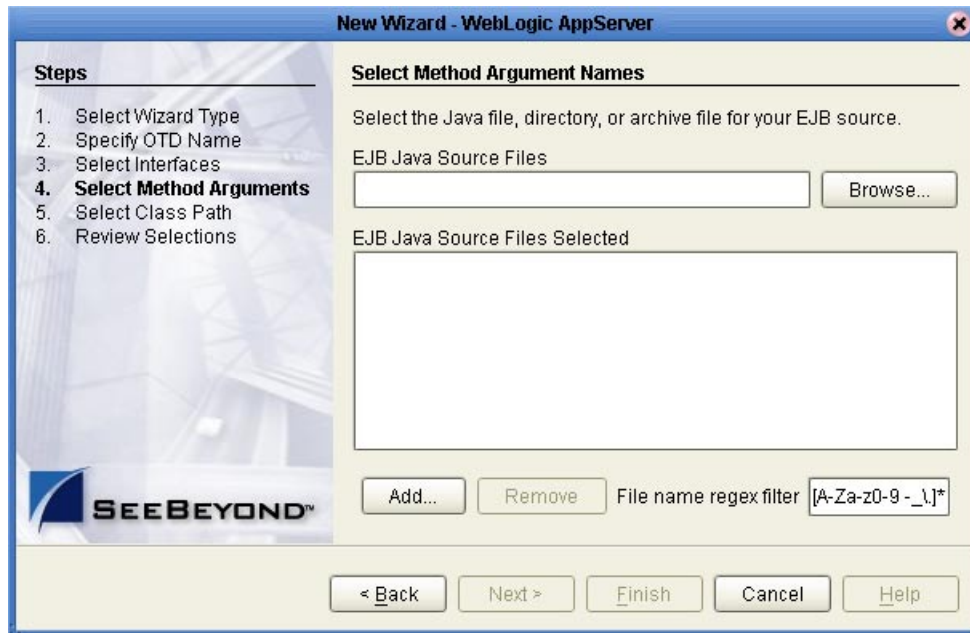 New Wizard - WebLogic AppServer
Steps
1. Select Wizard Type
2. Specify OTD Name
3. Select Interfaces
4. Select Method Arguments
5. Select Class Path
6. Review Selections
SEEBEYOND™
Select Method Argument Names
Select the Java file, directory, or archive file for your EJB source.
EJB Java Source Files
Browse...
EJB Java Source Files Selected
Add... Remove File name regex filter [A-Za-z0-9 -_\.]*
< Back Next > Finish Cancel Help